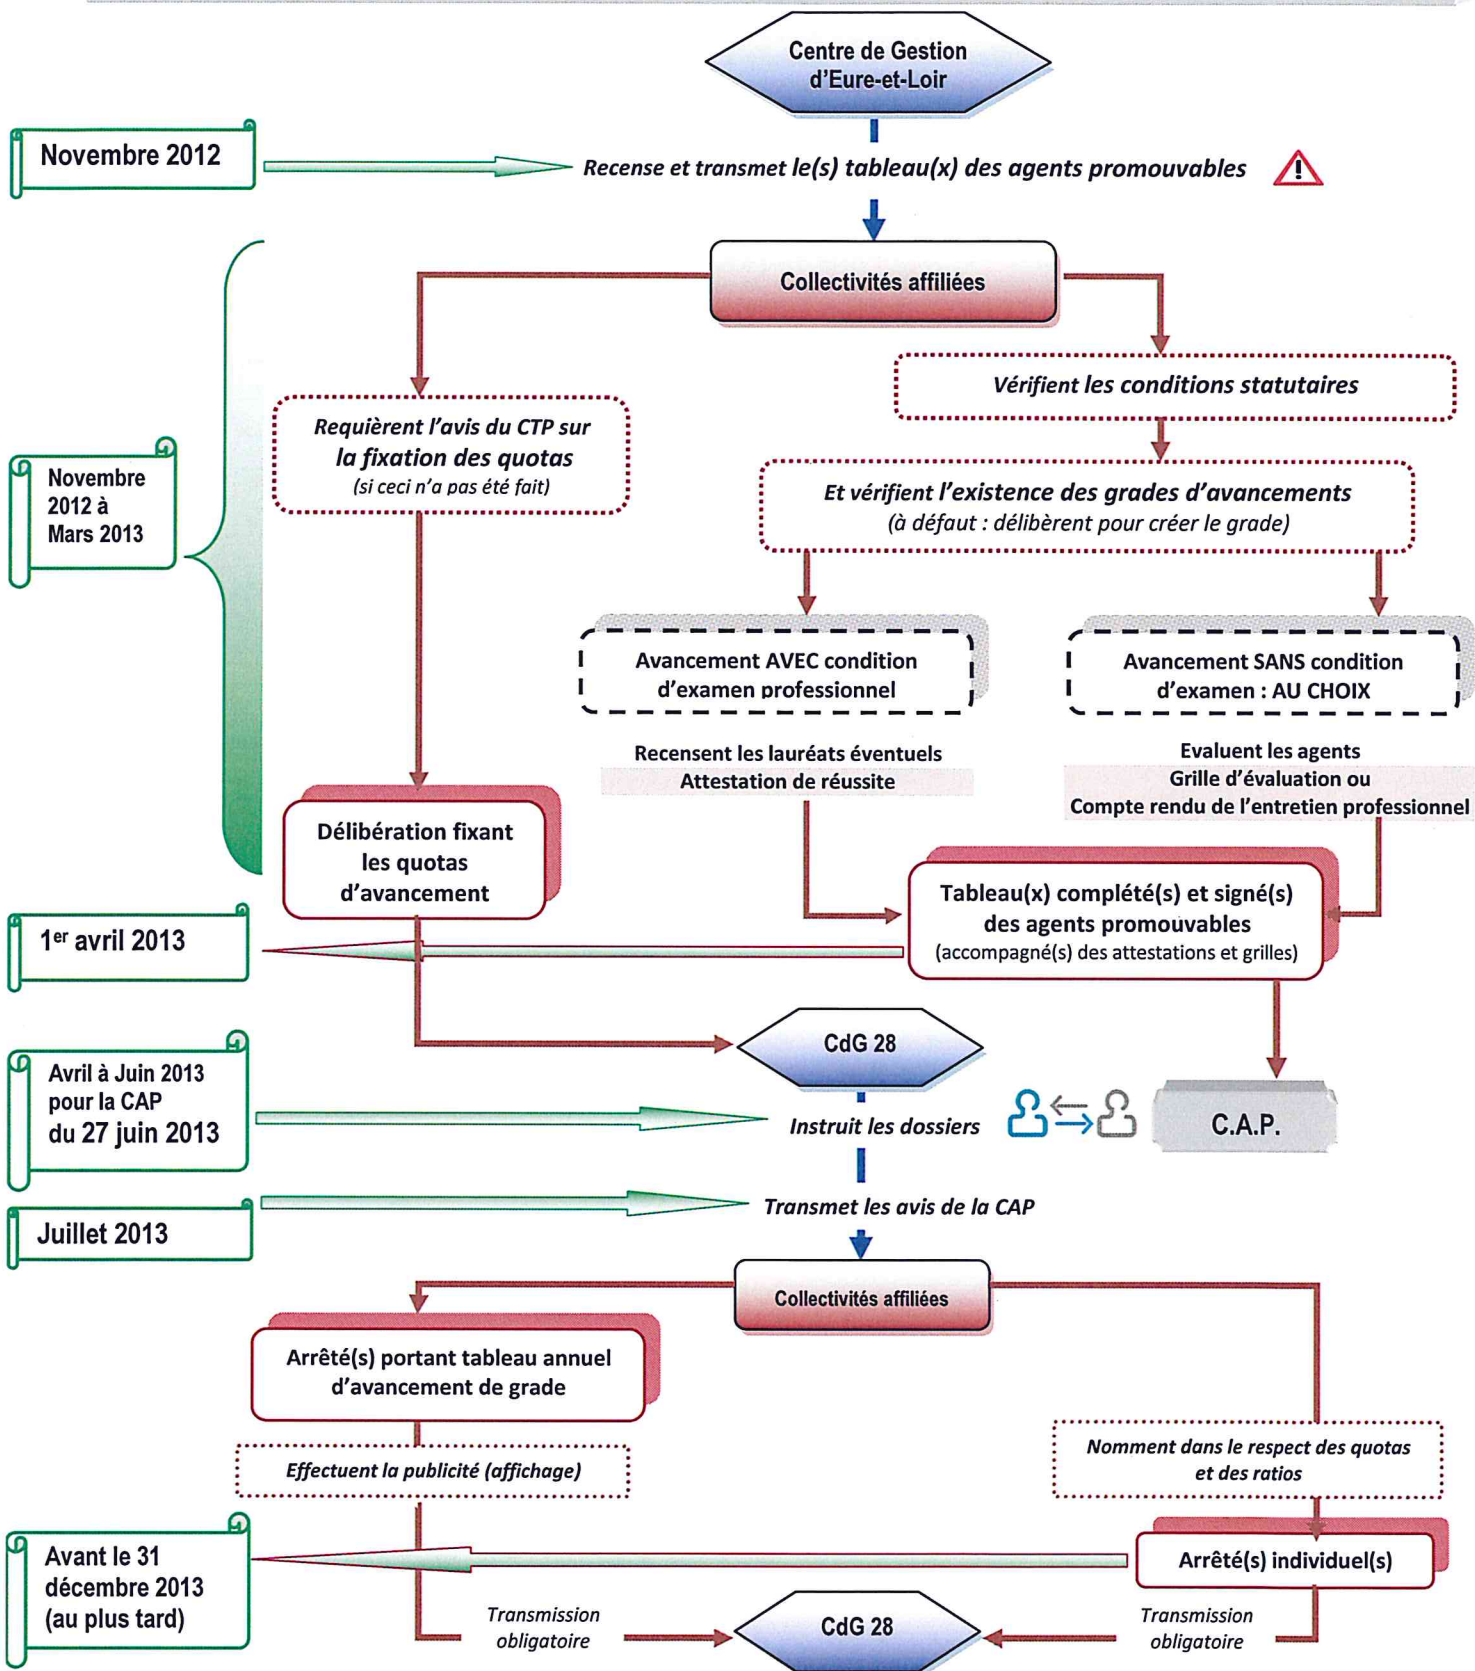 Centre de Gestion
d'Eure-et-Loir
Novembre 2012
Recense et transmet le(s) tableau(x) des agents promouvables
Collectivités affiliées
Vérifient les conditions statutaires
Requièrent l'avis du CTP sur
la fixation des quotas
(si ceci n'a pas été fait)
Novembre
2012 à
Mars 2013
Et vérifient l'existence des grades d'avancements
(à défaut : délibèrent pour créer le grade)
Avancement AVEC condition
d'examen professionnel
Avancement SANS condition
d'examen : AU CHOIX
Recensent les lauréats éventuels
Attestation de réussite
Evaluent les agents
Grille d'évaluation ou
Compte rendu de l'entretien professionnel
Délibération fixant
les quotas
d'avancement
Tableau(x) complété(s) et signé(s)
des agents promouvables
(accompagné(s) des attestations et grilles)
1er avril 2013
CdG 28
Avril à Juin 2013
pour la CAP
du 27 juin 2013
Instruit les dossiers
C.A.P.
Juillet 2013
Transmet les avis de la CAP
Collectivités affiliées
Arrêté(s) portant tableau annuel
d'avancement de grade
Effectuent la publicité (affichage)
Nomment dans le respect des quotas
et des ratios
Avant le 31
décembre 2013
(au plus tard)
Arrêté(s) individuel(s)
Transmission
obligatoire
CdG 28
Transmission
obligatoire